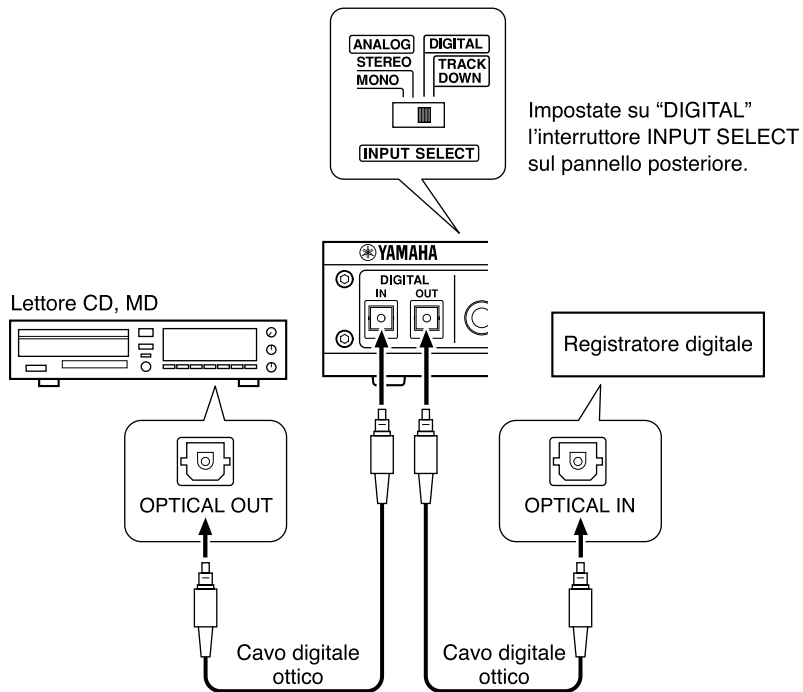 ANALOG DIGITAL
STEREO TRACK
MONO DOWN
INPUT SELECT
Impostate su “DIGITAL”
l’interruttore INPUT SELECT
sul pannello posteriore.
YAMAHA
DIGITAL
IN OUT
Lettore CD, MD
Registratore digitale
OPTICAL OUT
OPTICAL IN
Cavo digitale
ottico
Cavo digitale
ottico